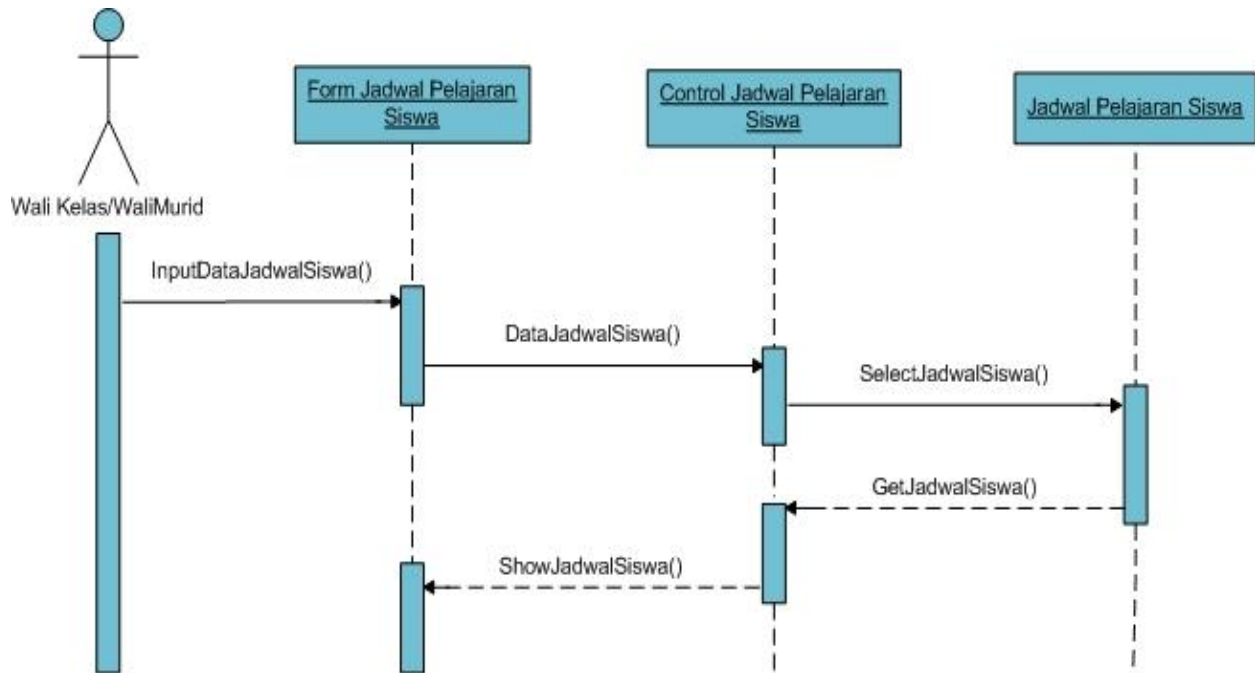 Form Jadwal Pelajaran
Siswa
Control Jadwal Pelajaran
Siswa
Jadwal Pelajaran Siswa
Wali Kelas/WaliMurid
InputDataJadwalSiswa()
DataJadwalSiswa()
SelectJadwalSiswa()
GetJadwalSiswa()
ShowJadwalSiswa()